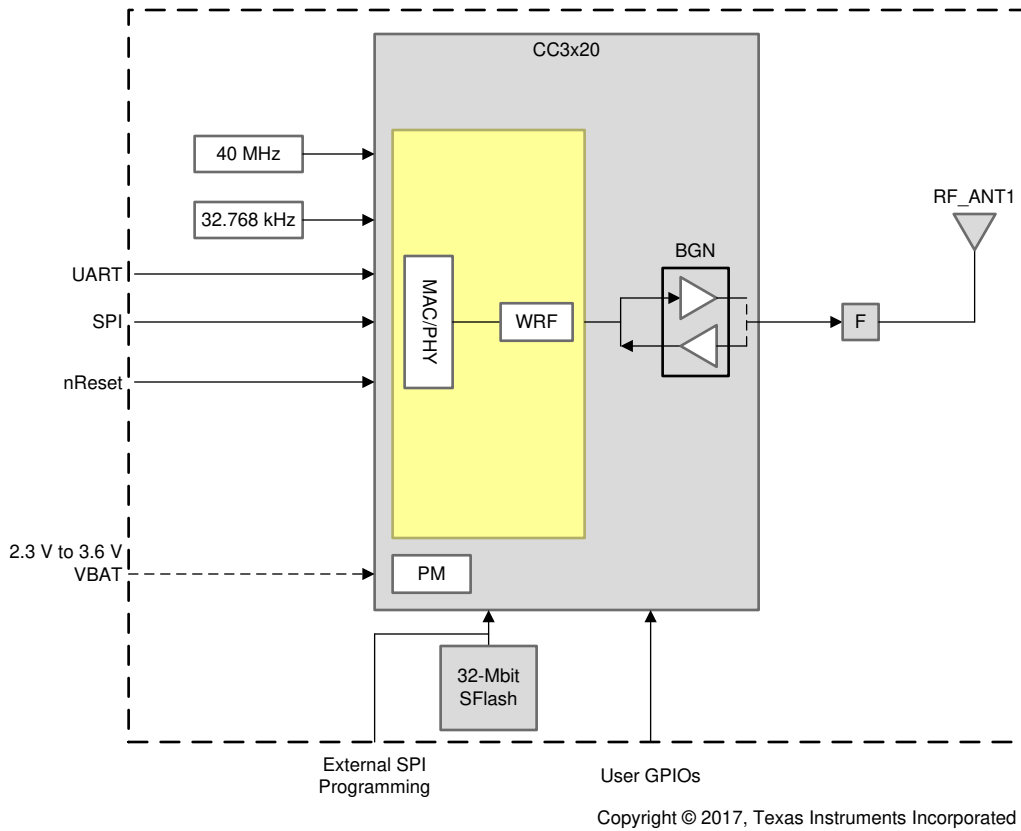 CC3x20
40 MHz
32.768 kHz
UART
SPI
nReset
MAC/PHY
WRF
BGN
F
RF_ANT1
2.3 V to 3.6 V
VBAT
PM
32-Mbit
SFlash
External SPI
Programming
User GPIOs
Copyright © 2017, Texas Instruments Incorporated